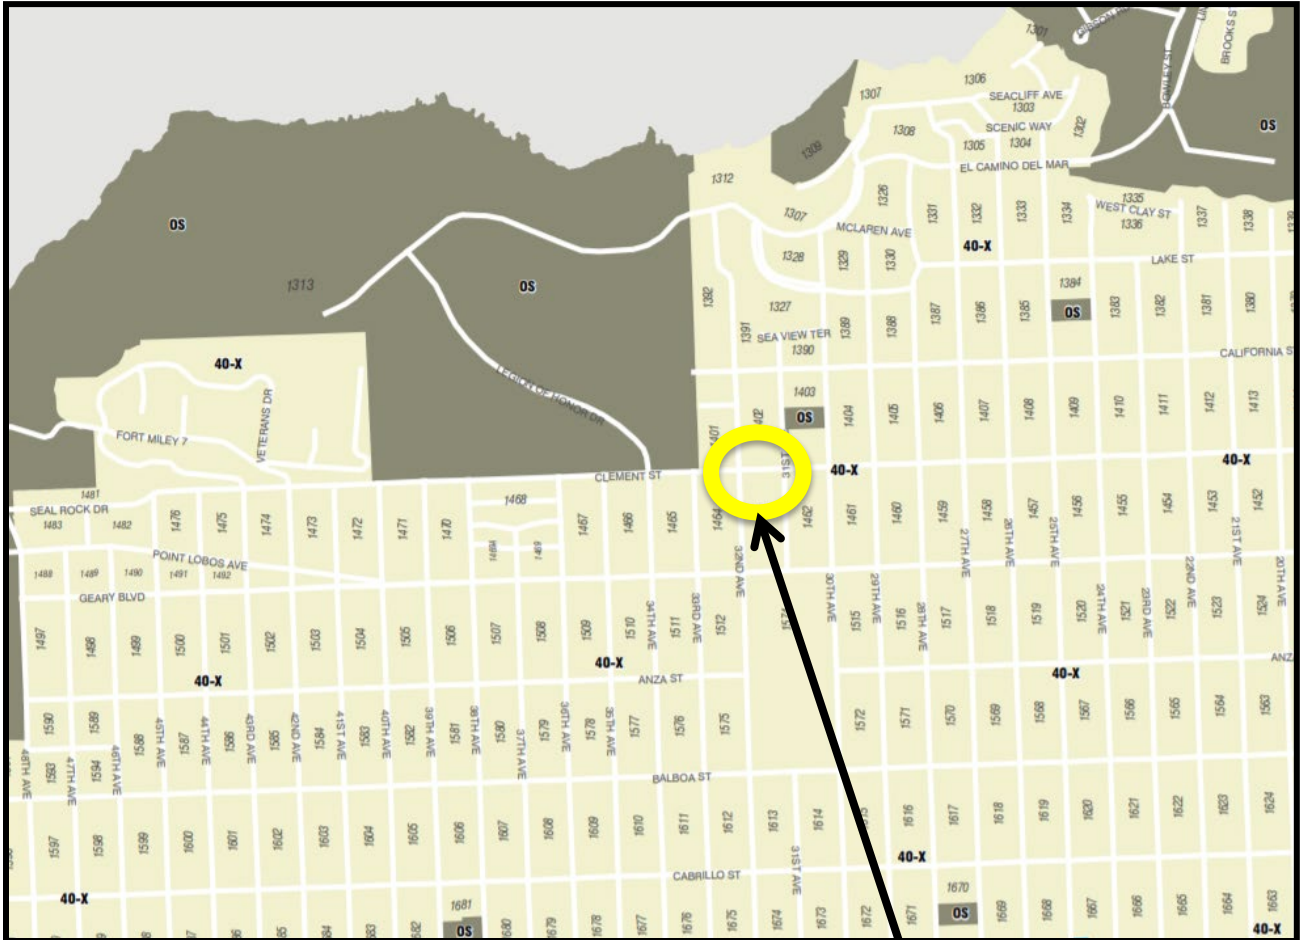 1301
GIBSON RD
BROOKS ST
BOWLEY ST
1306
1307
SEACLIFF AVE
1303
1302
OS
1308
SCENIC WAY
1305
1304
1309
EL CAMINO DEL MAR
1312
1326
1335
1307
1331
1332
1333
1334
WEST CLAY ST
1336
1337
1338
1339
OS
MCLAREN AVE
40-X
1328
1329
1330
LAKE ST
1313
OS
1384
1392
1327
1387
1386
1385
OS
1383
1382
1381
1380
1391
SEA VIEW TER
1389
1388
1390
CALIFORNIA S
40-X
LEGION OF HONOR DR
VETERANS DR
1403
OS
1404
1405
1406
1407
1408
1409
1410
1411
1412
1413
FORT MILEY 7
1401
CLEMENT ST
40-X
40-X
1481
SEAL ROCK DR
1483
1482
1476
1475
1474
1473
1472
1471
1470
1468
1467
1466
1465
1464
1462
1461
1460
1459
1458
1457
1456
1455
1454
1453
1452
1469
POINT LOBOS AVE
32ND AVE
27TH AVE
26TH AVE
25TH AVE
22ND AVE
21ST AVE
20TH AVE
1488
1489
1490
1491
1492
GEARY BLVD
1497
1498
1499
1500
1501
1502
1503
1504
1505
1506
1507
1508
1509
1510
34TH AVE
1511
33RD AVE
1512
30TH AVE
1515
29TH AVE
1516
28TH AVE
1517
1518
1519
1520
24TH AVE
1521
23RD AVE
1522
1523
1524
40-X
40-X
40-X
ANZA ST
ANZ
1590
1589
1588
45TH AVE
1587
44TH AVE
1586
43RD AVE
1585
42ND AVE
1584
41ST AVE
1583
40TH AVE
1582
39TH AVE
1581
38TH AVE
1580
37TH AVE
1579
36TH AVE
1578
35TH AVE
1577
1576
1575
1572
1571
1570
1569
1568
1567
1566
1565
1564
1563
48TH AVE
1593
47TH AVE
1594
46TH AVE
BALBOA ST
1597
1598
1599
1600
1601
1602
1603
1604
1605
1606
1607
1608
1609
1610
1611
1612
1613
1614
1616
1617
1618
1619
1620
1621
1622
1623
1624
31ST AVE
40-X
CABRILLO ST
40-X
1681
OS
1679
1678
1677
1676
1675
1674
1673
1672
1671
1670
OS
1669
1668
1667
1666
1665
1664
1663
40-X